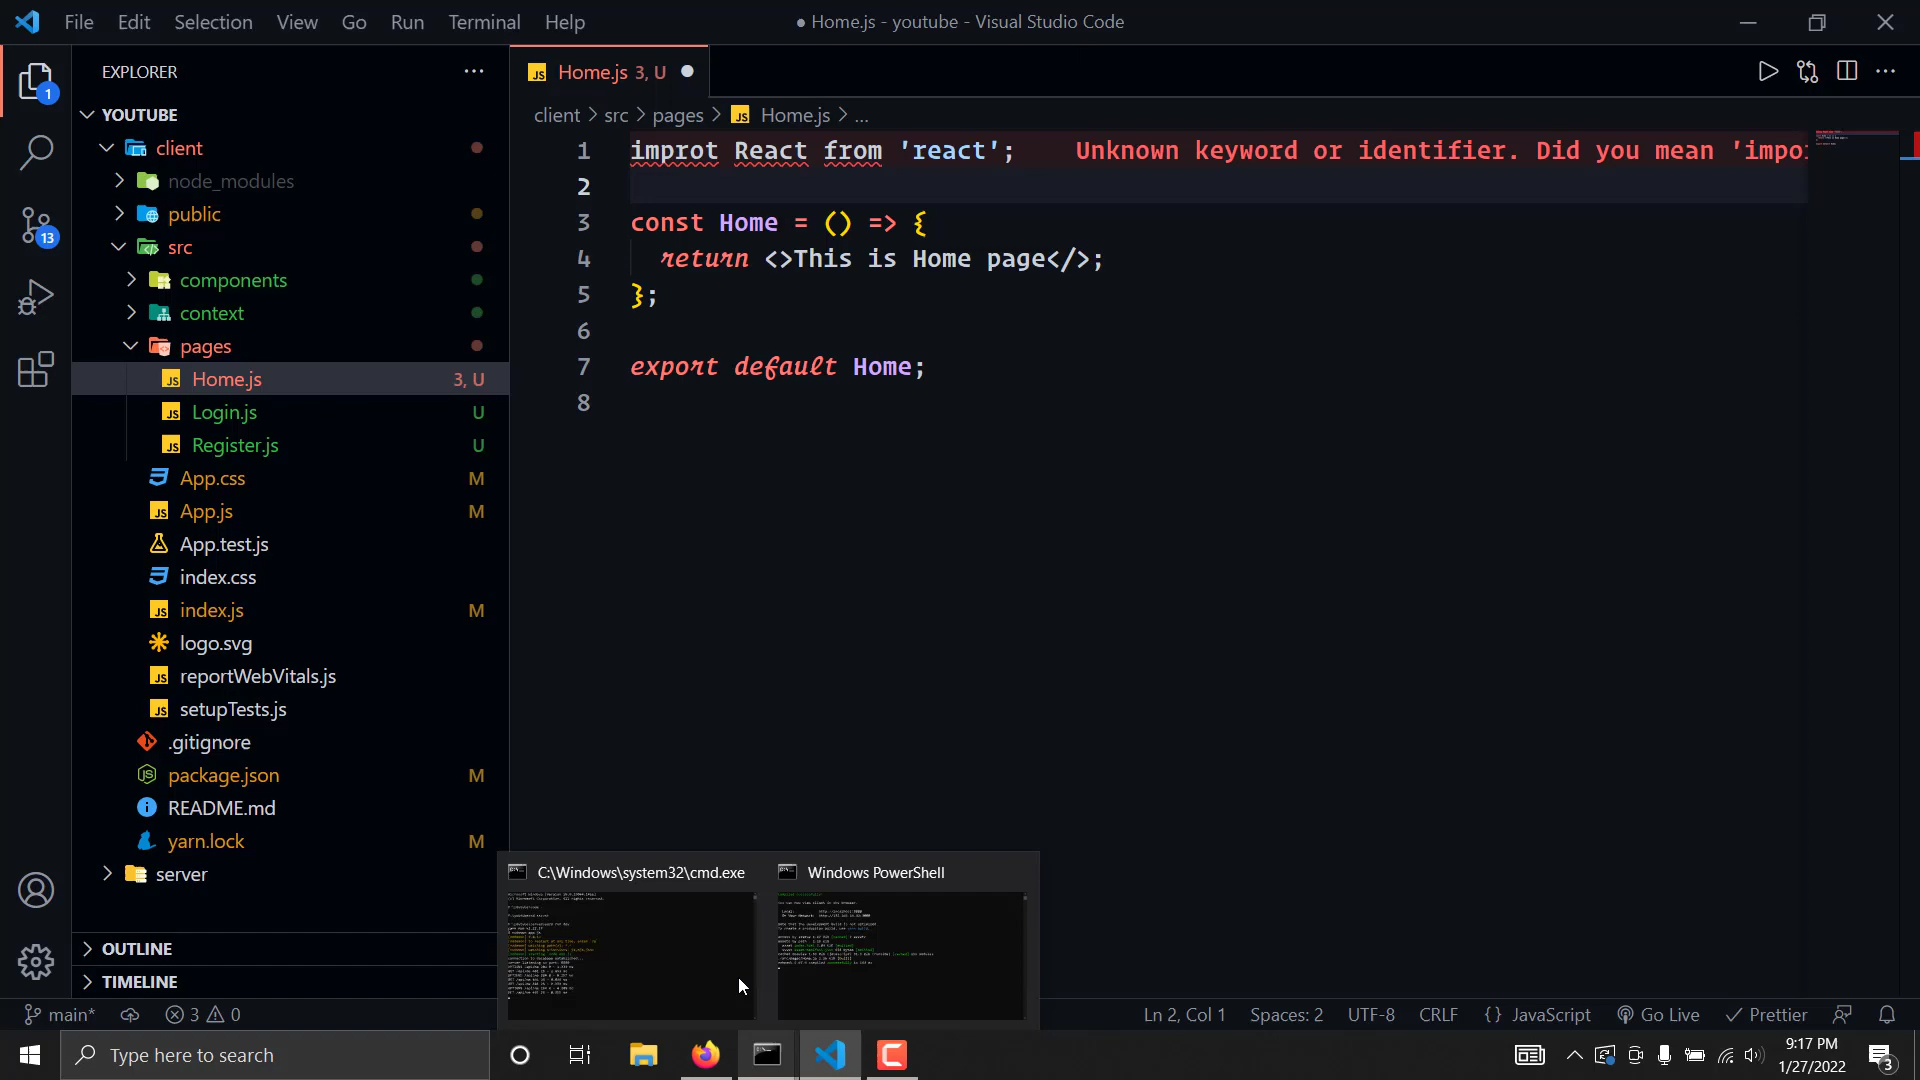 File Edit Selection View Go Run Terminal Help
● Home.js - youtube - Visual Studio Code
EXPLORER
1
YOUTUBE
client
node_modules
public
src
13
components
context
pages
Home.js 3, U
Login.js U
Register.js U
App.css M
App.js M
App.test.js
index.css
index.js M
logo.svg
reportWebVitals.js
setupTests.js
.gitignore
package.json M
README.md
yarn.lock M
server
OUTLINE
TIMELINE
JS Home.js 3, U ●
client > src > pages > JS Home.js > ...
1 improt React from 'react'; Unknown keyword or identifier. Did you mean 'impo
2
3 const Home = () => {
4 return <>This is Home page</>;
5 };
6
7 export default Home;
8
C:\Windows\system32\cmd.exe
Windows PowerShell
main* 3 0
Ln 2, Col 1 Spaces: 2 UTF-8 CRLF {} JavaScript Go Live Prettier
Type here to search
9:17 PM
1/27/2022
3